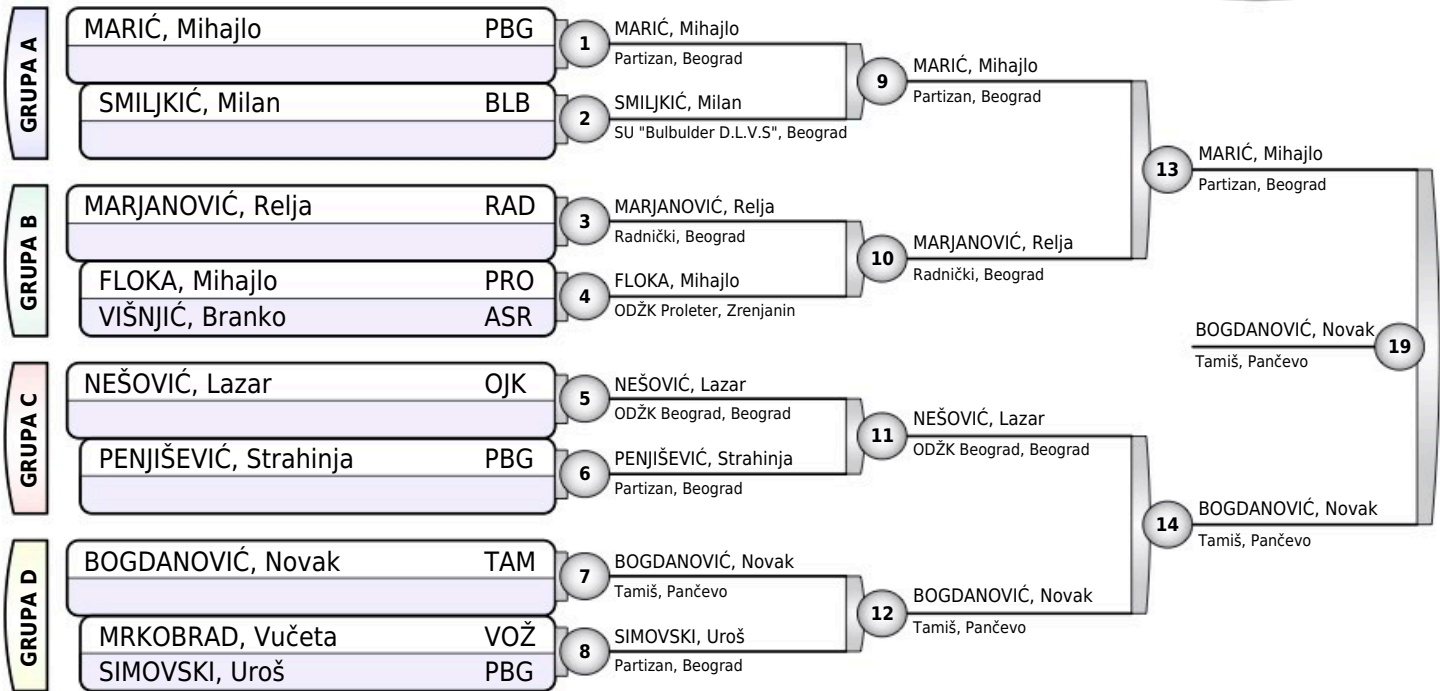 GRUPA A
MARIĆ, Mihajlo PBG
SMILJKIĆ, Milan BLB
GRUPA B
MARJANOVIĆ, Relja RAD
FLOKA, Mihajlo PRO
VIŠNJIĆ, Branko ASR
GRUPA C
NEŠOVIĆ, Lazar OJK
PENJIŠEVIĆ, Strahinja PBG
GRUPA D
BOGDANOVIĆ, Novak TAM
MRKOBRAD, Vučeta VOŽ
SIMOVSKI, Uroš PBG
1
MARIĆ, Mihajlo
Partizan, Beograd
2
SMILJKIĆ, Milan
SU "Bulbulder D.L.V.S", Beograd
3
MARJANOVIĆ, Relja
Radnički, Beograd
4
FLOKA, Mihajlo
ODŽK Proleter, Zrenjanin
5
NEŠOVIĆ, Lazar
ODŽK Beograd, Beograd
6
PENJIŠEVIĆ, Strahinja
Partizan, Beograd
7
BOGDANOVIĆ, Novak
Tamiš, Pančevo
8
SIMOVSKI, Uroš
Partizan, Beograd
9
MARIĆ, Mihajlo
Partizan, Beograd
10
MARJANOVIĆ, Relja
Radnički, Beograd
11
NEŠOVIĆ, Lazar
ODŽK Beograd, Beograd
12
BOGDANOVIĆ, Novak
Tamiš, Pančevo
13
MARIĆ, Mihajlo
Partizan, Beograd
14
BOGDANOVIĆ, Novak
Tamiš, Pančevo
BOGDANOVIĆ, Novak
Tamiš, Pančevo
19